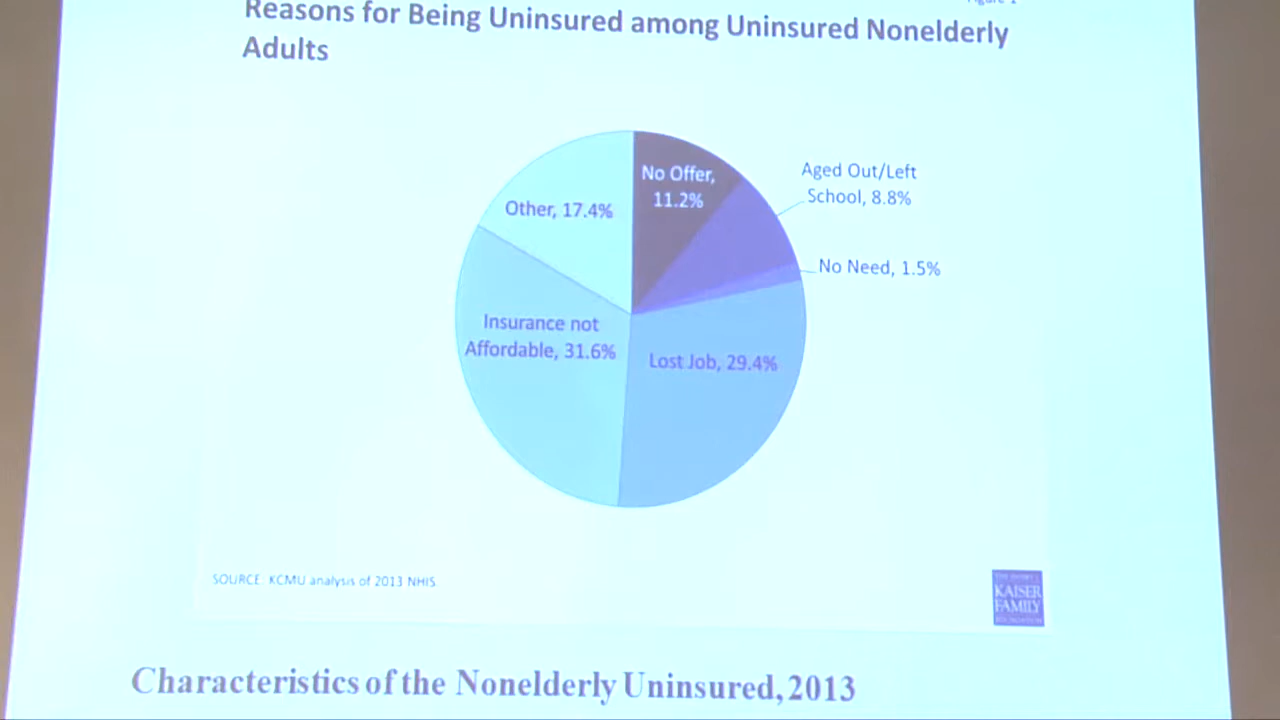 Reasons for Being Uninsured among Uninsured Nonelderly
Adults
No Offer,
11.2%
Aged Out/Left
School, 8.8%
Other, 17.4%
No Need, 1.5%
Insurance not
Affordable, 31.6%
Lost Job, 29.4%
SOURCE: KCMU analysis of 2013 NHIS
KAISER
FAMILY
Characteristics of the Nonelderly Uninsured, 2013